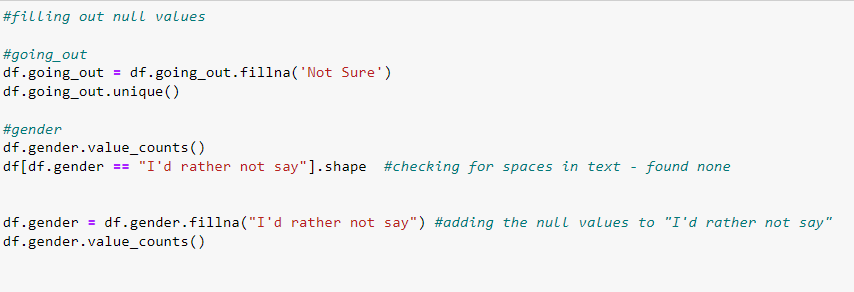 #filling out null values
#going_out
df.going_out = df.going_out.fillna('Not Sure')
df.going_out.unique()
#gender
df.gender.value_counts()
df[df.gender == "I'd rather not say"].shape  #checking for spaces in text - found none
df.gender = df.gender.fillna("I'd rather not say") #adding the null values to "I'd rather not say"
df.gender.value_counts()